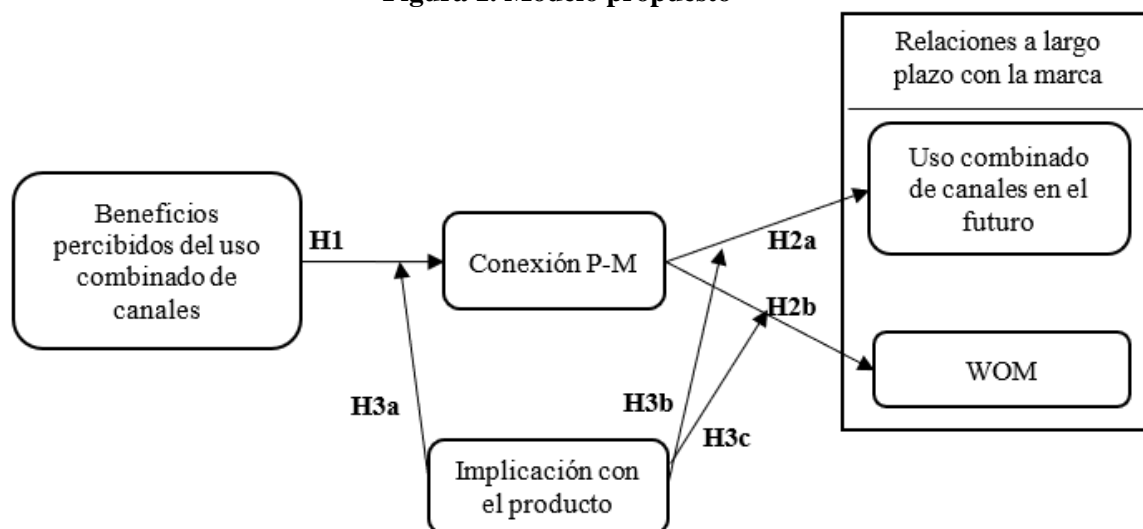 Figura 1. Modelo propuesto
Relaciones a largo
plazo con la marca
Uso combinado
de canales en el
futuro
Beneficios
percibidos del uso
combinado de
canales
H1
Conexión P-M
H2a
H2b
WOM
H3a
H3b
H3c
Implicación con
el producto